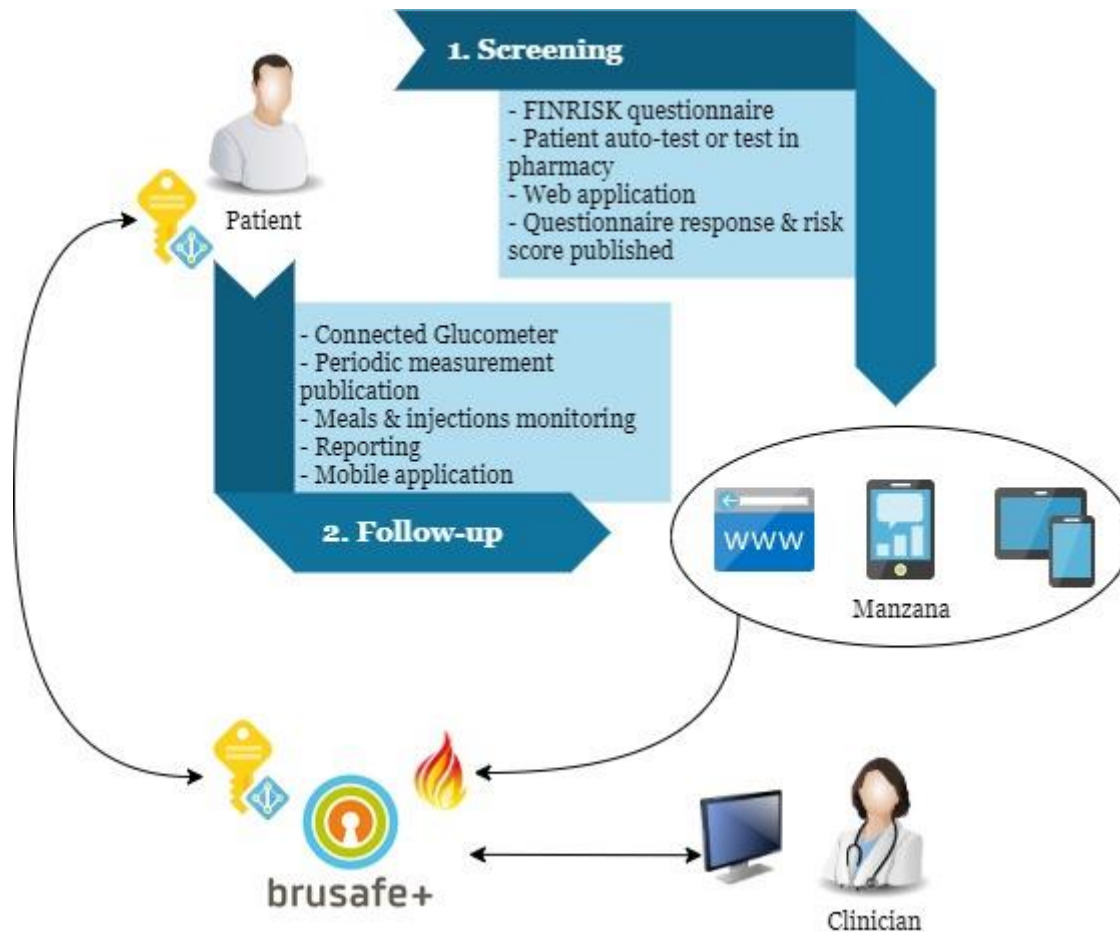 1. Screening
- FINRISK questionnaire
- Patient auto-test or test in
pharmacy
- Web application
- Questionnaire response & risk
score published
Patient
- Connected Glucometer
- Periodic measurement
publication
- Meals & injections monitoring
- Reporting
- Mobile application
2. Follow-up
www
Manzana
brusafe+
Clinician